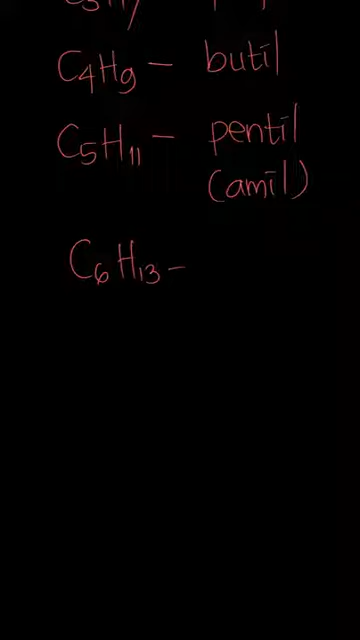 C₄H₉ — butil
C₅H₁₁ — pentil
(amil)
C₆H₁₃ —